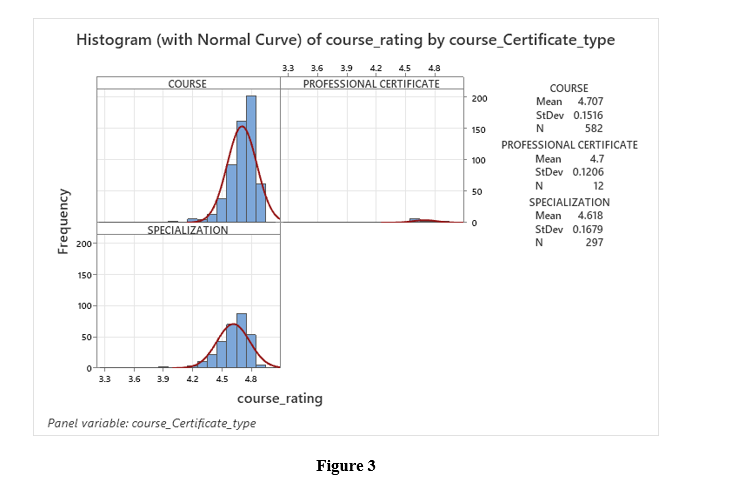 Histogram (with Normal Curve) of course_rating by course_Certificate_type
3.3 3.6 3.9 4.2 4.5 4.8
COURSE PROFESSIONAL CERTIFICATE
200
150
100
50
0
SPECIALIZATION
200
150
100
50
0
3.3 3.6 3.9 4.2 4.5 4.8
Frequency
course_rating
COURSE
Mean 4.707
StDev 0.1516
N 582
PROFESSIONAL CERTIFICATE
Mean 4.7
StDev 0.1206
N 12
SPECIALIZATION
Mean 4.618
StDev 0.1679
N 297
Panel variable: course_Certificate_type
Figure 3